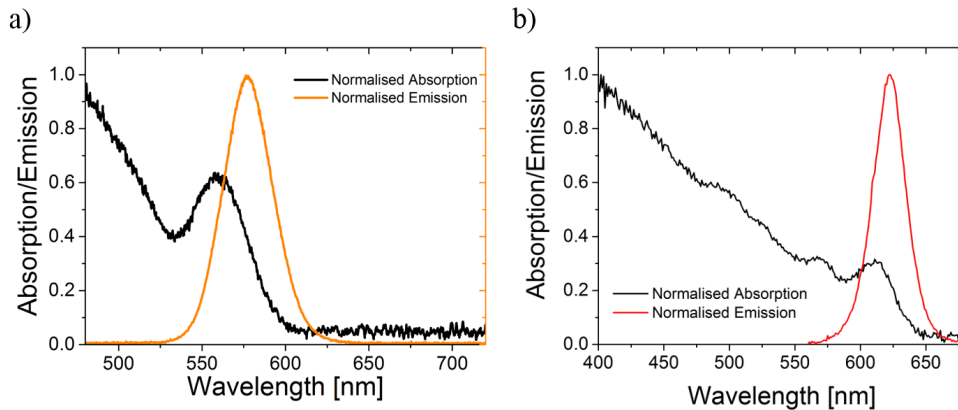 a)
Absorption/Emission
1.0
0.8
0.6
0.4
0.2
0.0
Normalised Absorption
Normalised Emission
500 550 600 650 700
Wavelength [nm]
b)
Absorption/Emission
1.0
0.8
0.6
0.4
0.2
0.0
Normalised Absorption
Normalised Emission
400 450 500 550 600 650
Wavelength [nm]